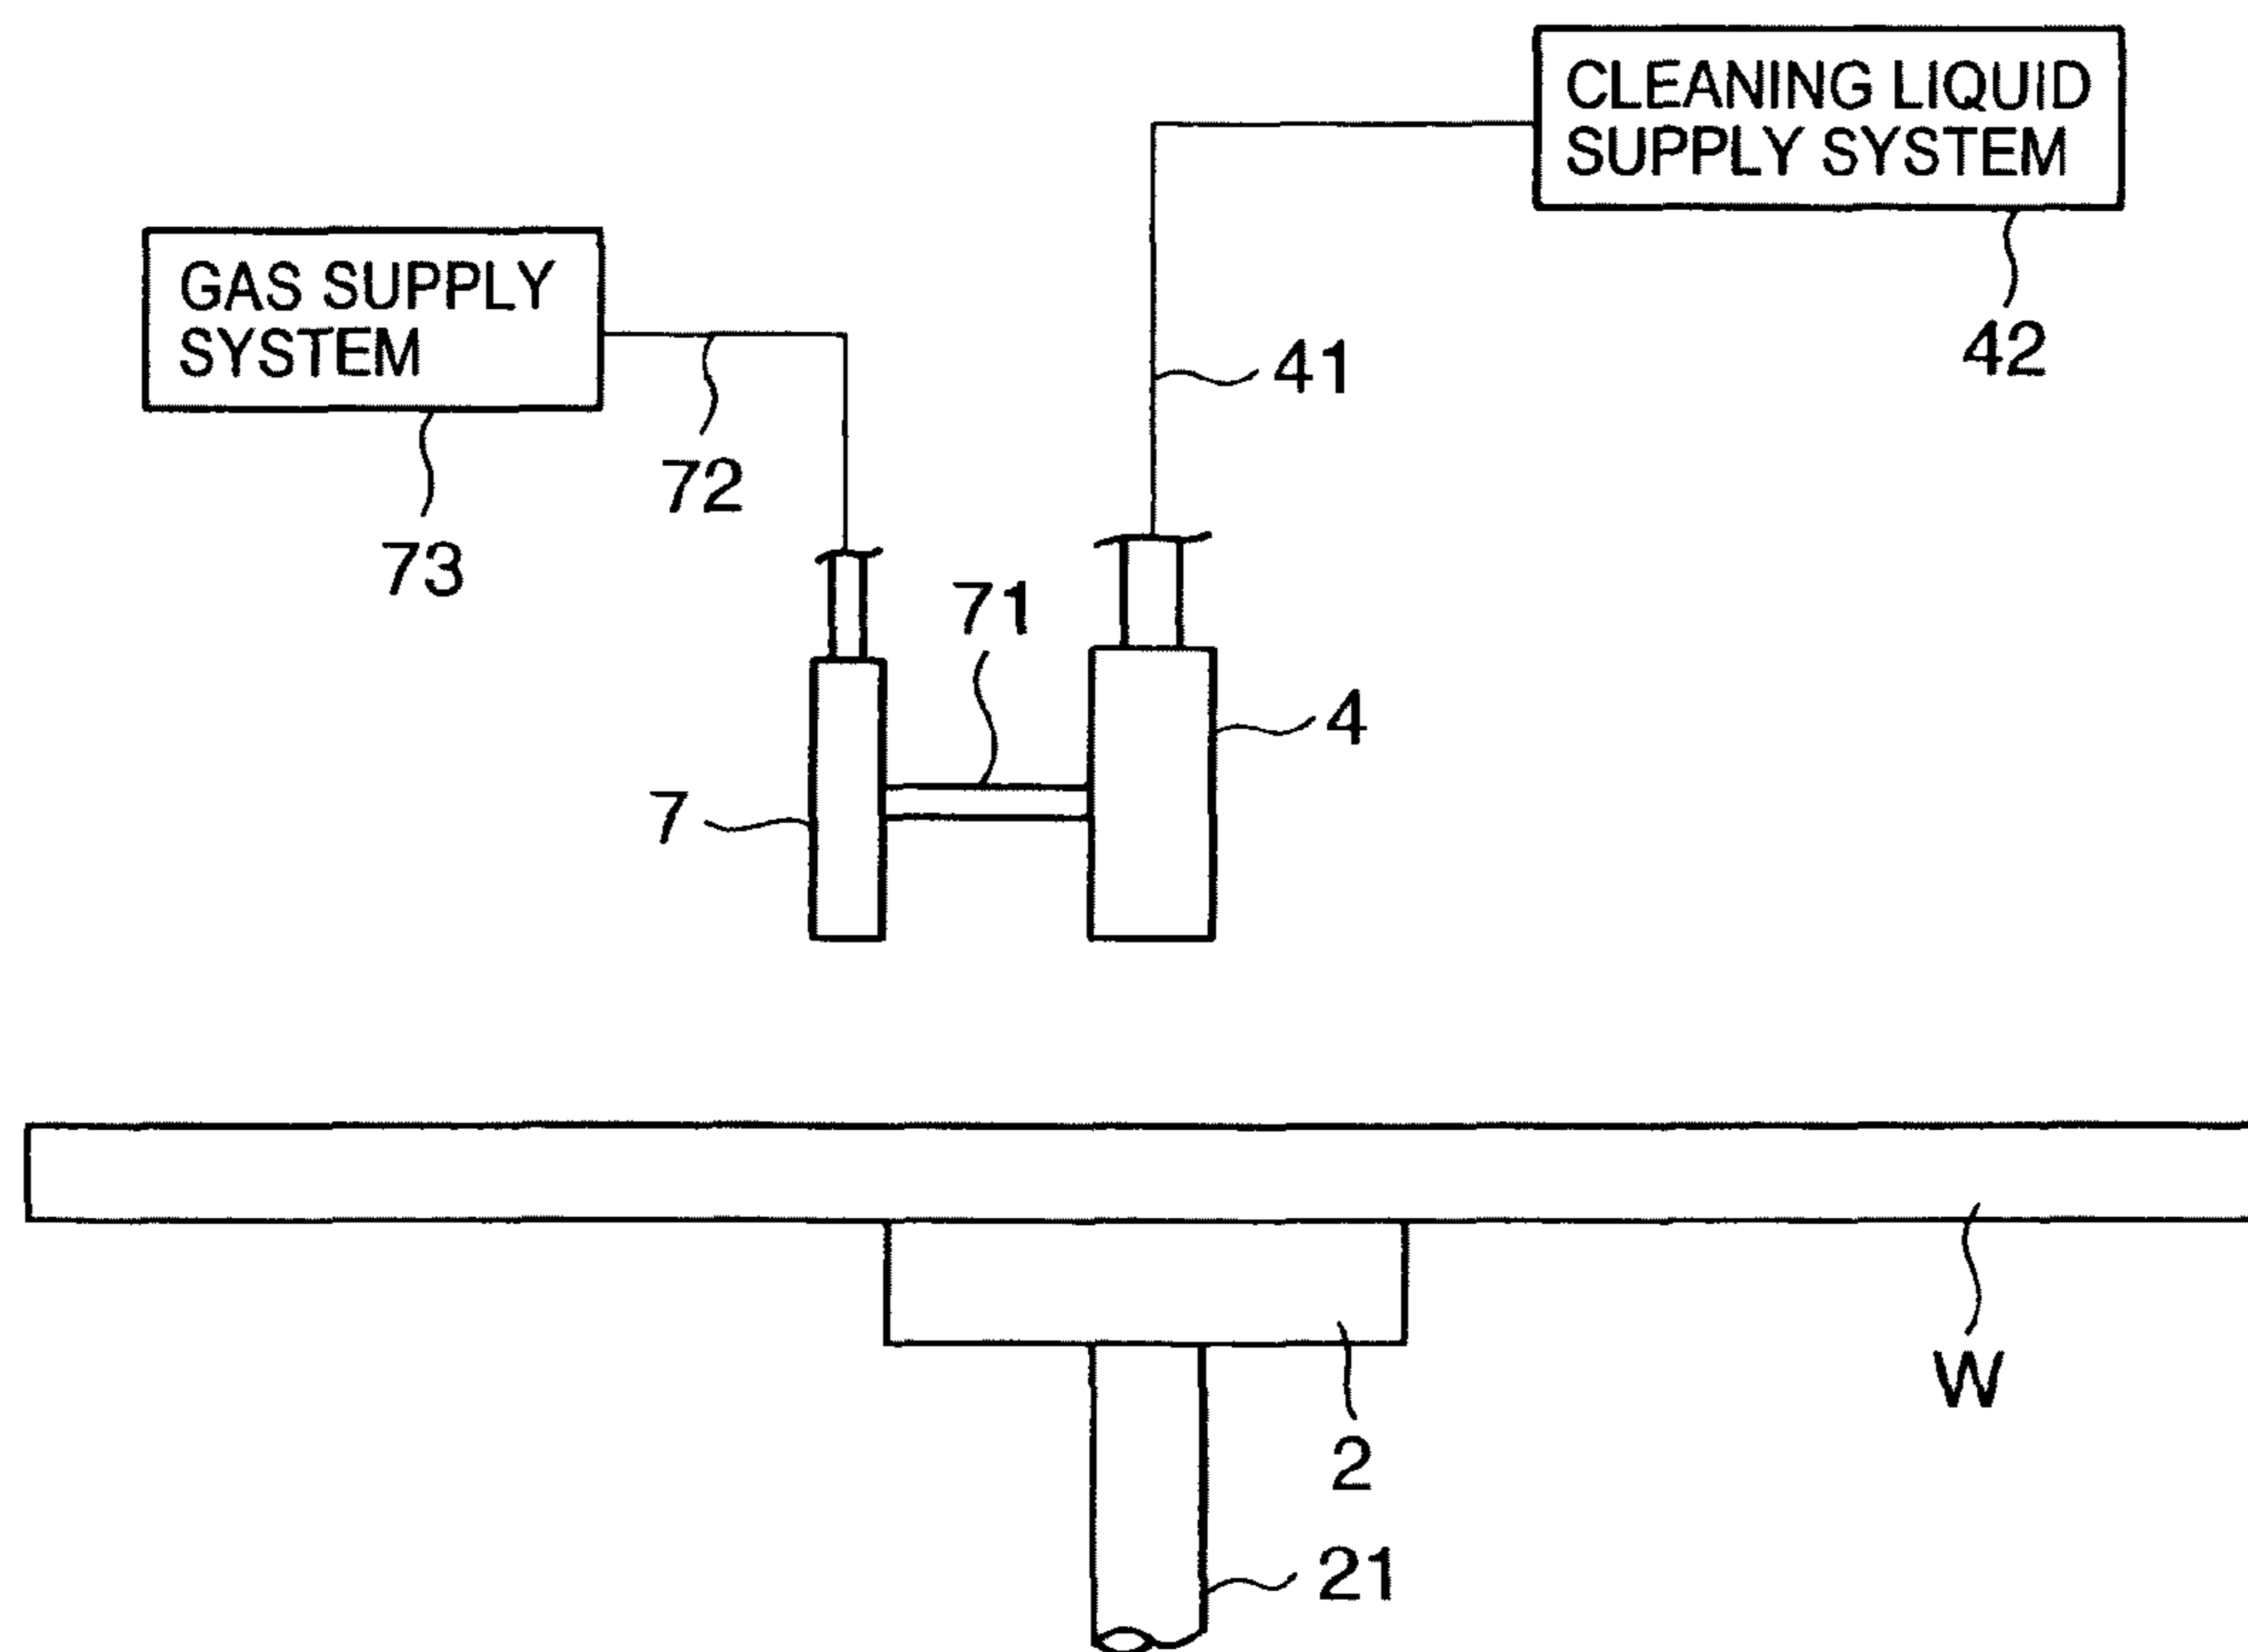 CLEANING LIQUID
SUPPLY SYSTEM
GAS SUPPLY
SYSTEM
42
41
72
73
71
4
7
W
2
21